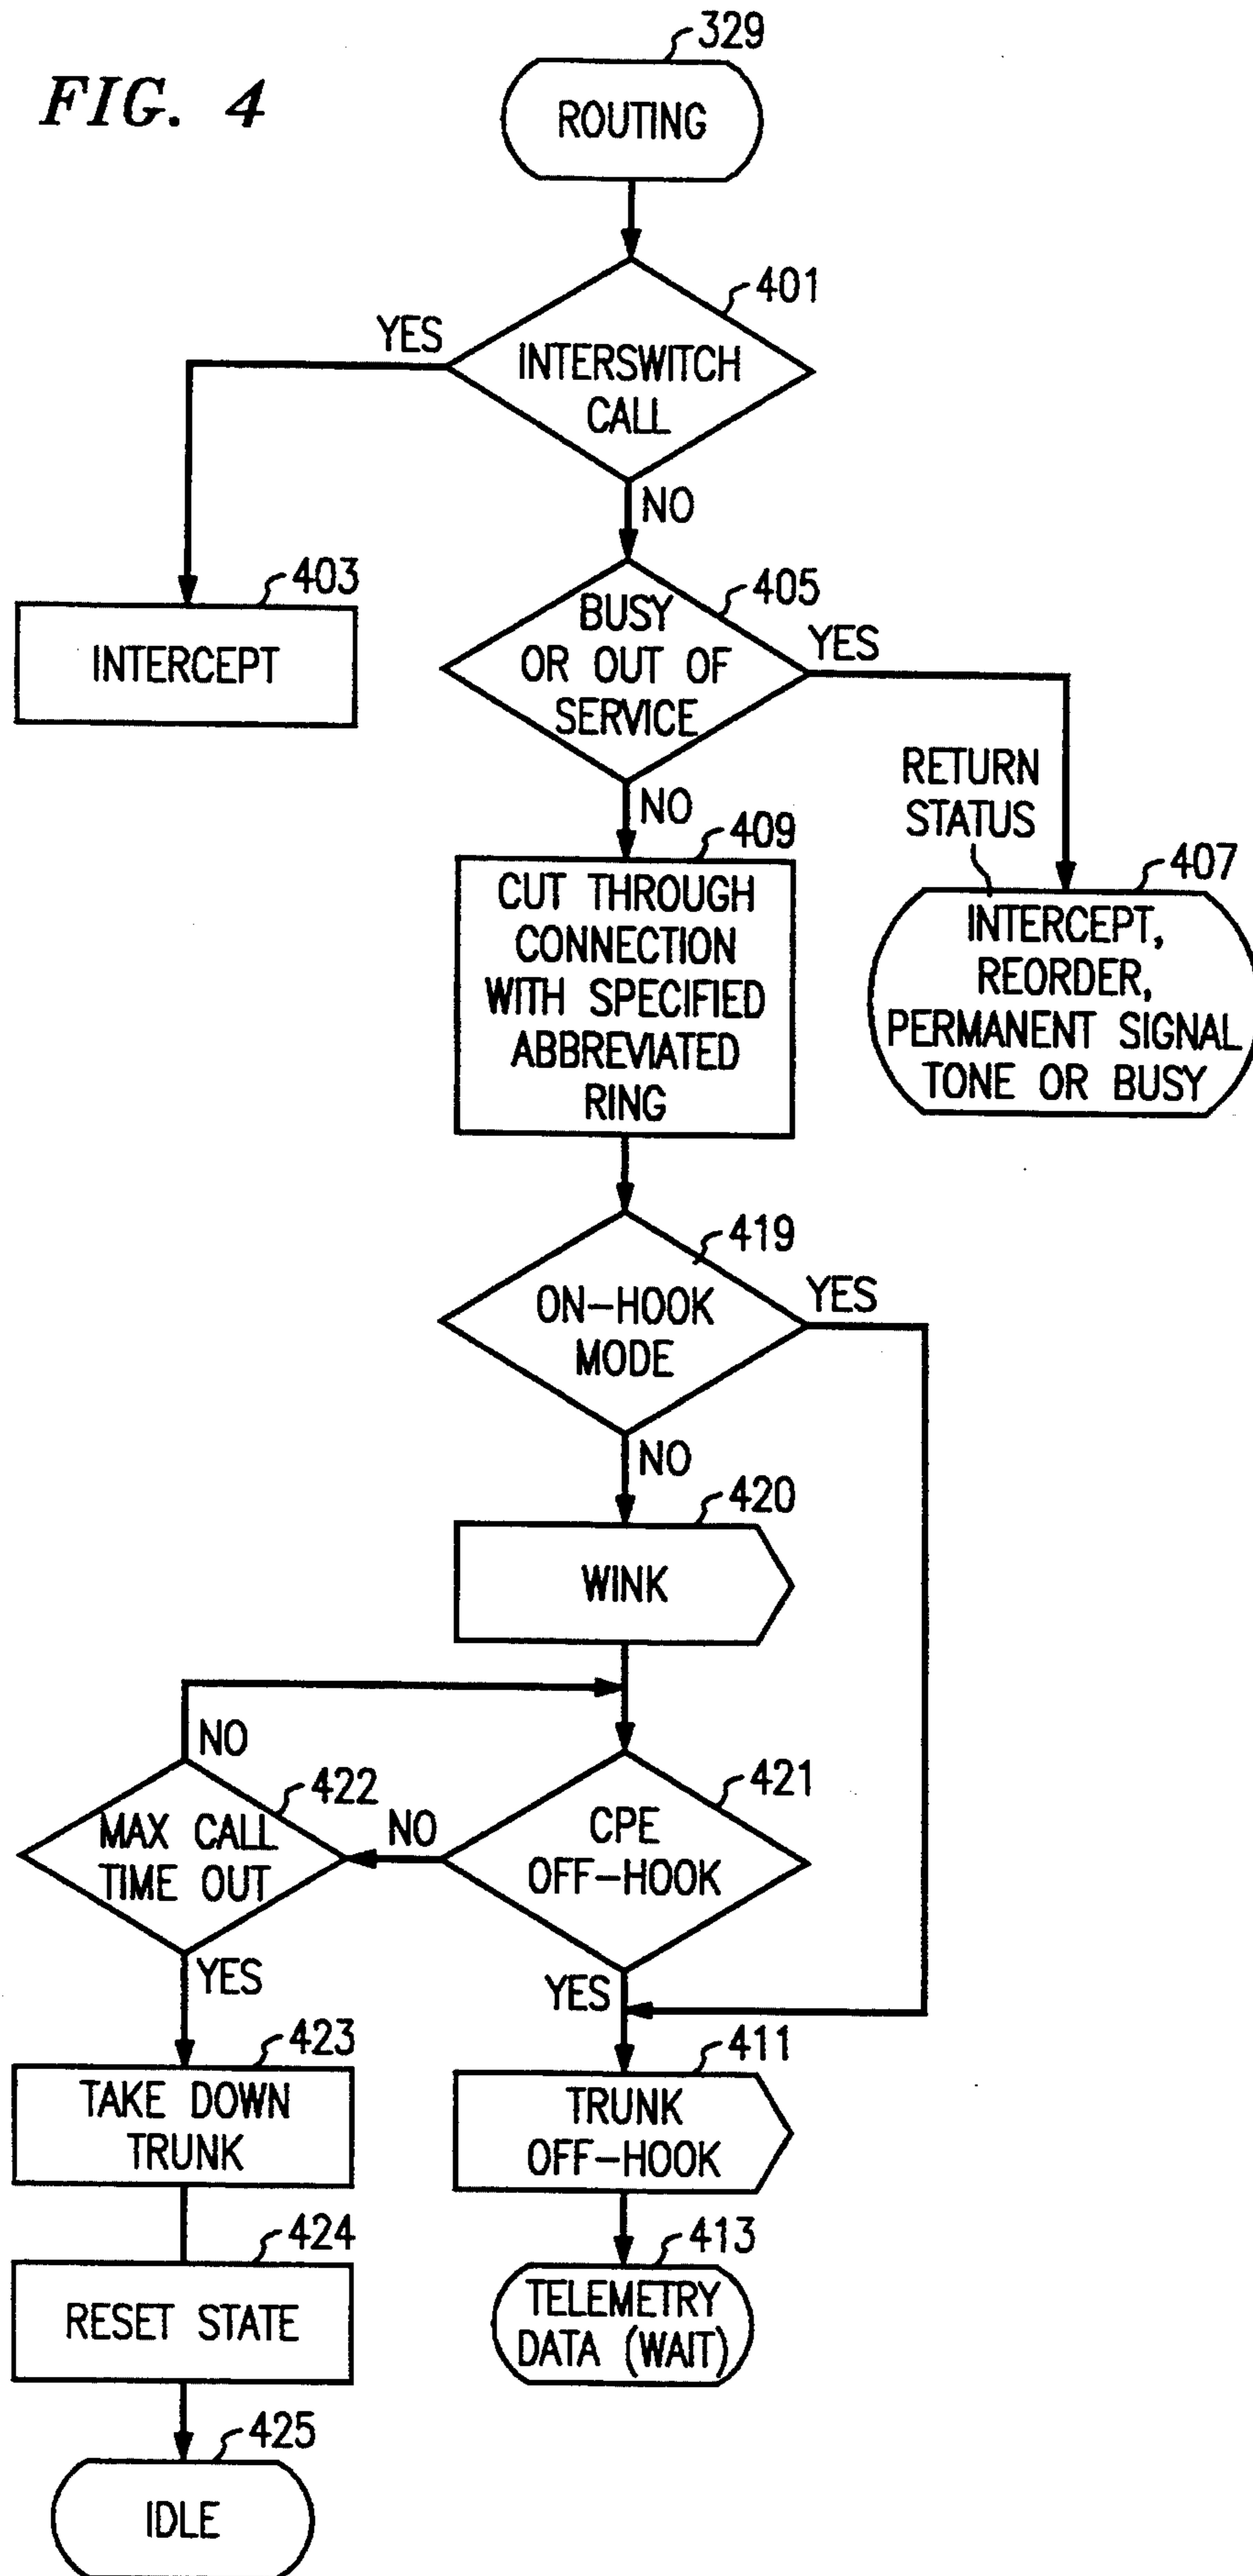 FIG. 4
329
ROUTING
401
YES
INTERSWITCH
CALL
NO
403
INTERCEPT
405
BUSY
OR OUT OF
SERVICE
YES
NO
RETURN
STATUS
407
INTERCEPT,
REORDER,
PERMANENT SIGNAL
TONE OR BUSY
409
CUT THROUGH
CONNECTION
WITH SPECIFIED
ABBREVIATED
RING
419
ON-HOOK
MODE
YES
NO
420
WINK
NO
422
MAX CALL
TIME OUT
NO
421
CPE
OFF-HOOK
YES
YES
423
TAKE DOWN
TRUNK
411
TRUNK
OFF-HOOK
424
RESET STATE
413
TELEMETRY
DATA (WAIT)
425
IDLE